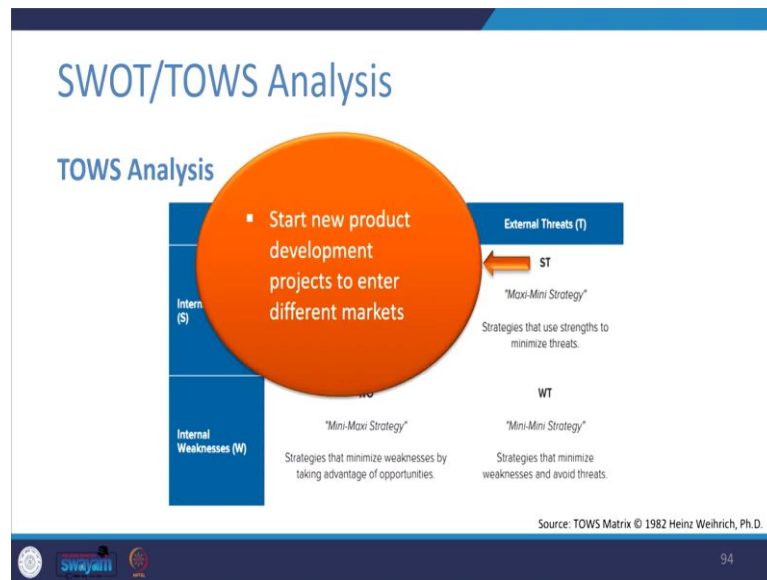 SWOT/TOWS Analysis
TOWS Analysis
▪ Start new product
development
projects to enter
different markets
External Threats (T)
ST
"Maxi-Mini Strategy"
Strategies that use strengths to
minimize threats.
(S)
WT
"Mini-Maxi Strategy"
"Mini-Mini Strategy"
Internal
Weaknesses (W)
Strategies that minimize weaknesses by
taking advantage of opportunities.
Strategies that minimize
weaknesses and avoid threats.
Source: TOWS Matrix © 1982 Heinz Weihrich, Ph.D.
swayam
94